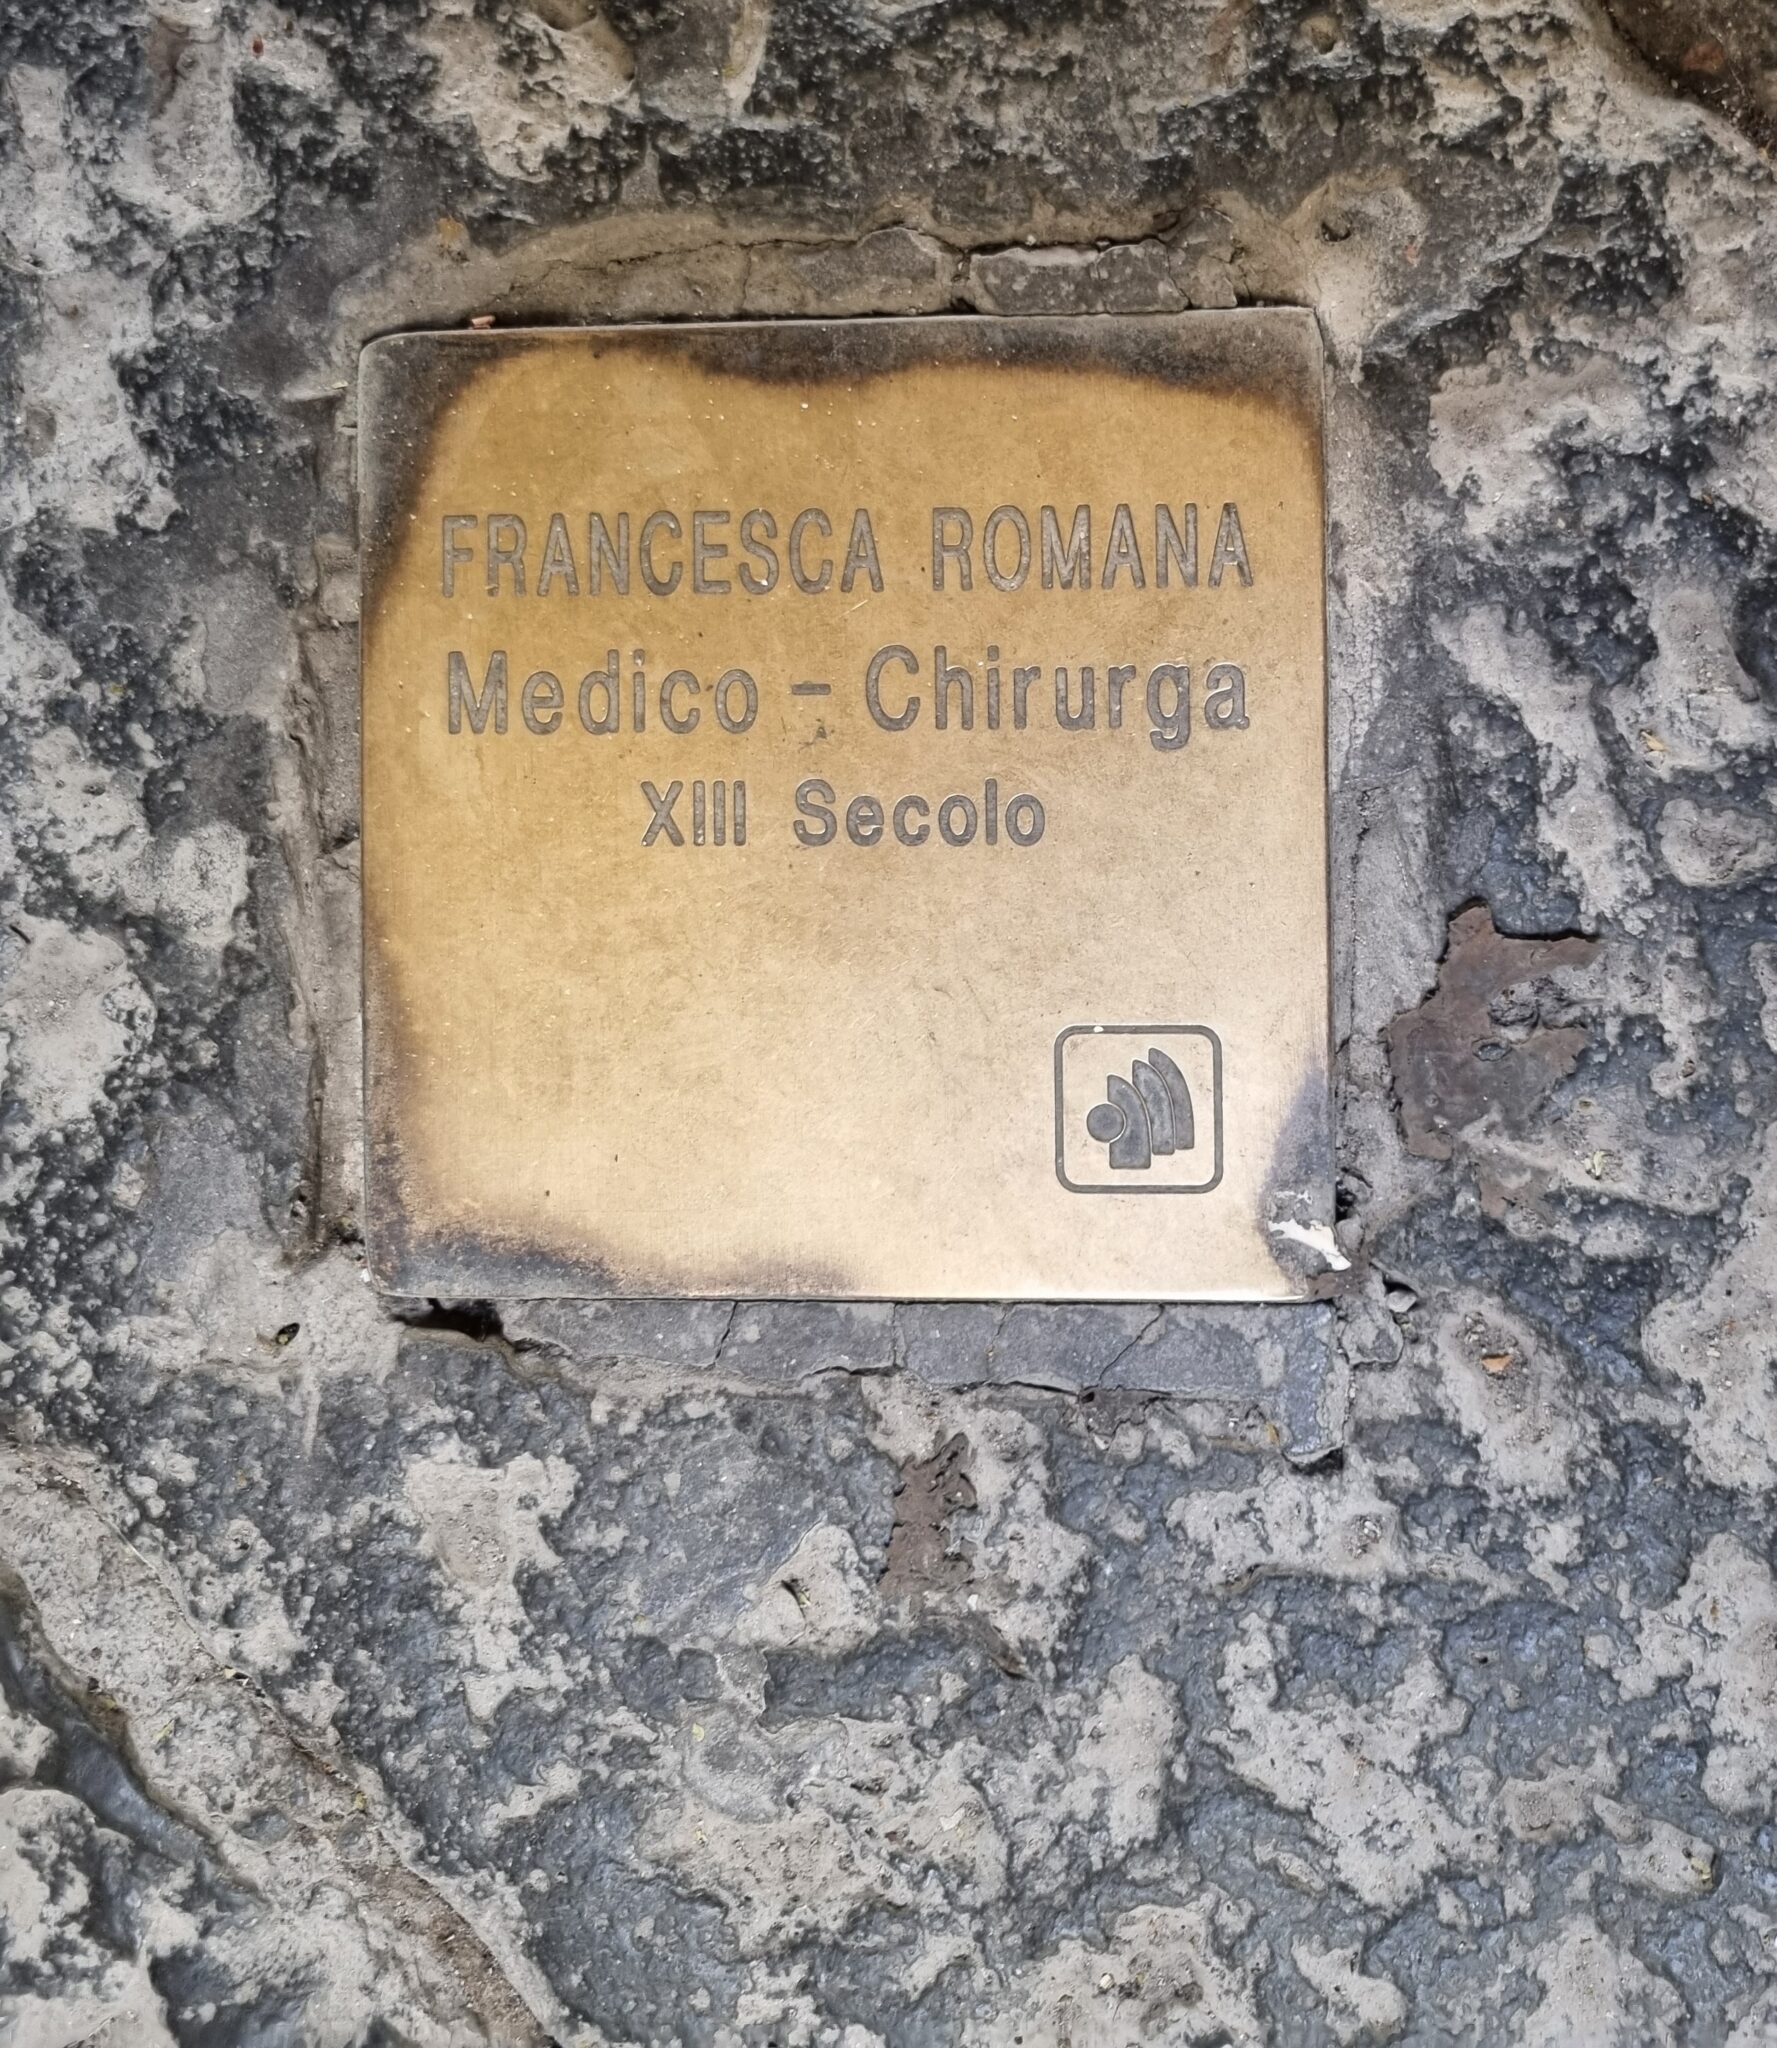 FRANCESCA ROMANA
Medico - Chirurga
XIII Secolo